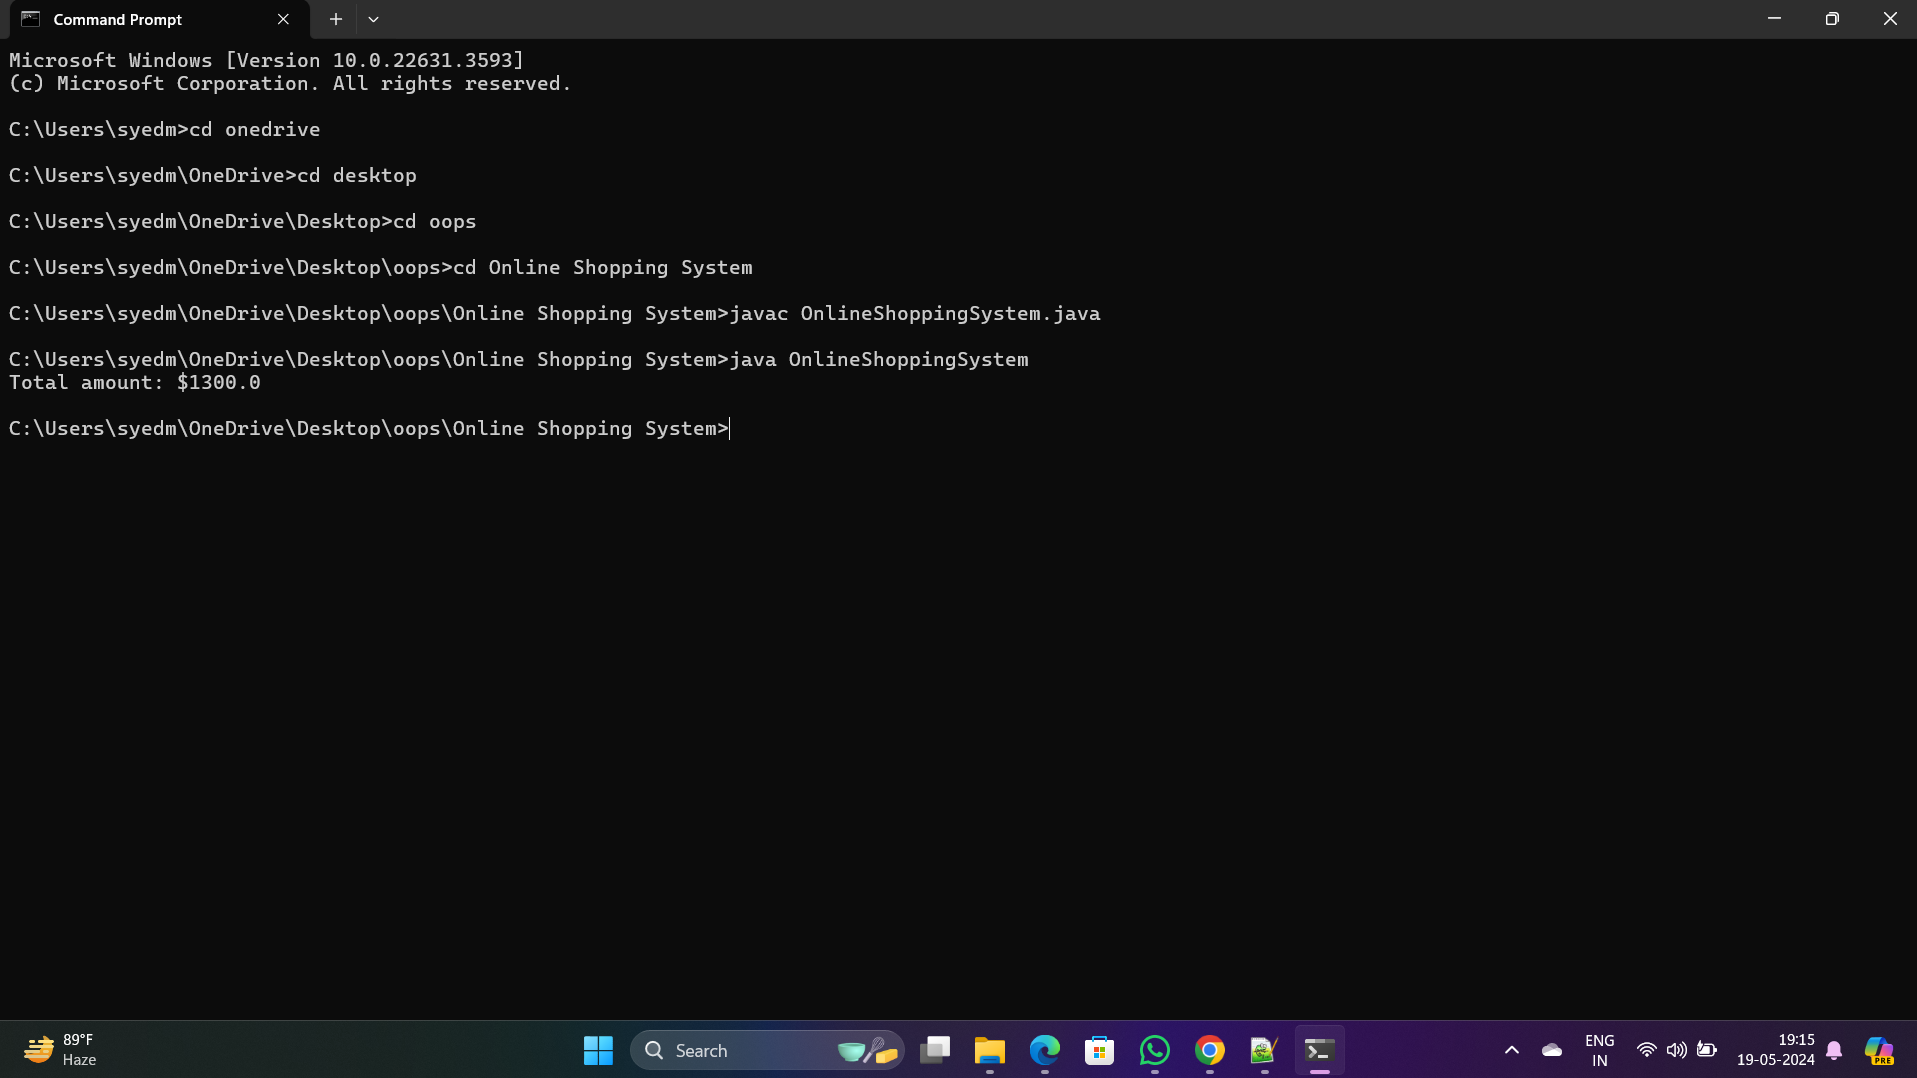 Command Prompt
Microsoft Windows [Version 10.0.22631.3593]
(c) Microsoft Corporation. All rights reserved.
C:\Users\syedm>cd onedrive
C:\Users\syedm\OneDrive>cd desktop
C:\Users\syedm\OneDrive\Desktop>cd oops
C:\Users\syedm\OneDrive\Desktop\oops>cd Online Shopping System
C:\Users\syedm\OneDrive\Desktop\oops\Online Shopping System>javac OnlineShoppingSystem.java
C:\Users\syedm\OneDrive\Desktop\oops\Online Shopping System>java OnlineShoppingSystem
Total amount: $1300.0
C:\Users\syedm\OneDrive\Desktop\oops\Online Shopping System>
89°F
Haze
Search
ENG
IN
19:15
19-05-2024
PRE